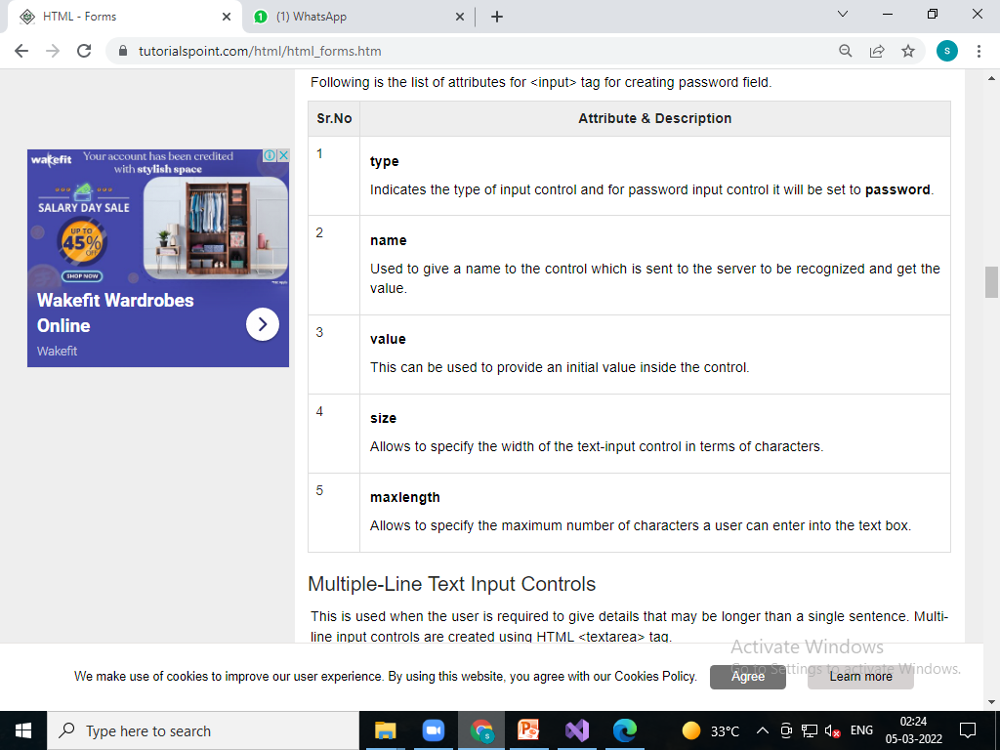 HTML - Forms
(1) WhatsApp
tutorialspoint.com/html/html_forms.htm
s
Following is the list of attributes for <input> tag for creating password field.
Sr.No Attribute & Description
1 type
Indicates the type of input control and for password input control it will be set to password.
2 name
Used to give a name to the control which is sent to the server to be recognized and get the
value.
3 value
This can be used to provide an initial value inside the control.
4 size
Allows to specify the width of the text-input control in terms of characters.
5 maxlength
Allows to specify the maximum number of characters a user can enter into the text box.
wakefit
Your account has been credited
with stylish space
SALARY DAY SALE
UP TO
45%
OFF
SHOP NOW
Wakefit Wardrobes
Online
Wakefit
Multiple-Line Text Input Controls
This is used when the user is required to give details that may be longer than a single sentence. Multi-
line input controls are created using HTML <textarea> tag.
Activate Windows
Go to Settings to activate Windows.
We make use of cookies to improve our user experience. By using this website, you agree with our Cookies Policy.
Agree
Learn more
Type here to search
33°C
ENG
02:24
05-03-2022